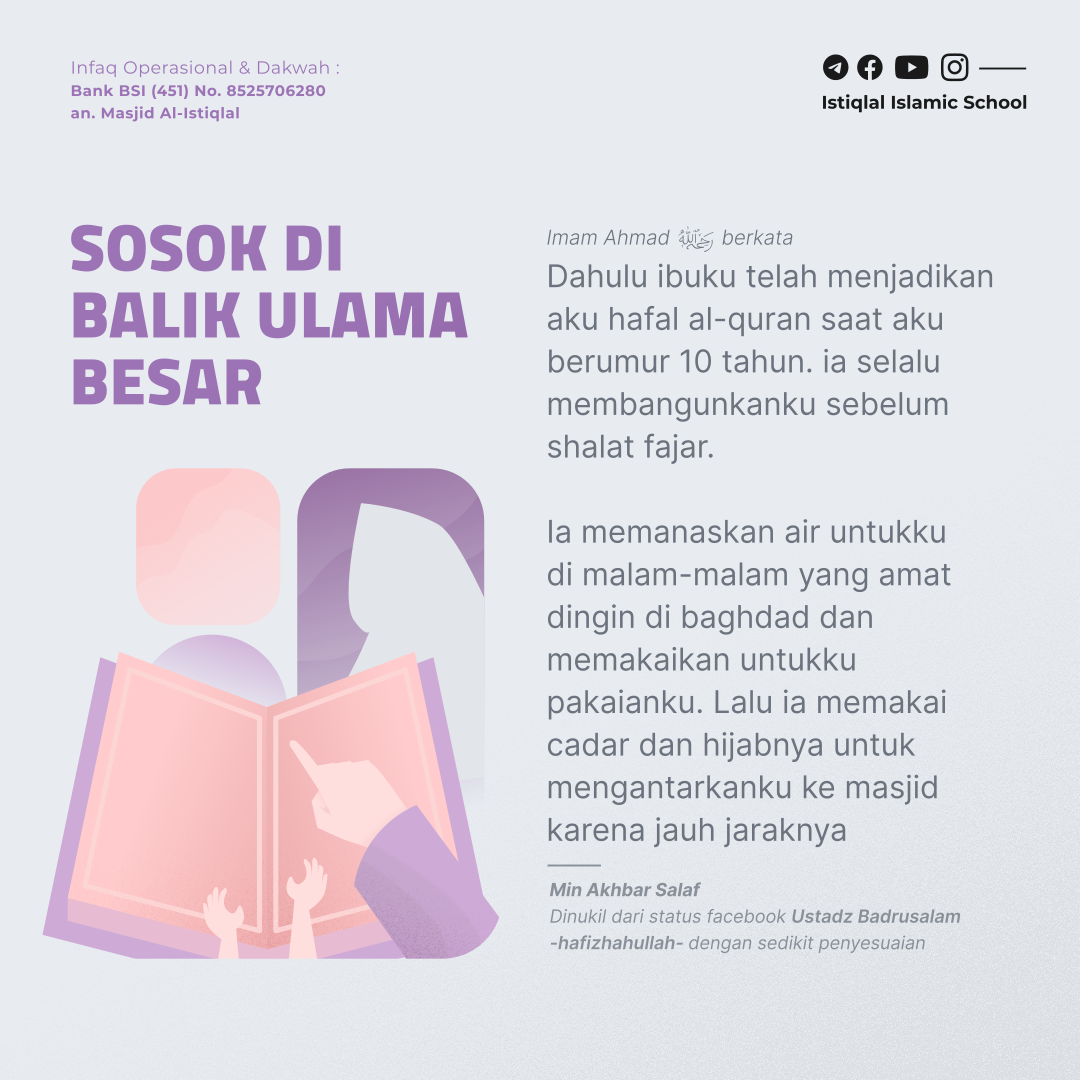 Infaq Operasional & Dakwah :
Bank BSI (451) No. 8525706280
an. Masjid Al-Istiqlal
Istiqlal Islamic School
SOSOK DI
BALIK ULAMA
BESAR
Imam Ahmad رحمه الله berkata
Dahulu ibuku telah menjadikan
aku hafal al-quran saat aku
berumur 10 tahun. ia selalu
membangunkanku sebelum
shalat fajar.
Ia memanaskan air untukku
di malam-malam yang amat
dingin di baghdad dan
memakaikan untukku
pakaianku. Lalu ia memakai
cadar dan hijabnya untuk
mengantarkanku ke masjid
karena jauh jaraknya
Min Akhbar Salaf
Dinukil dari status facebook Ustadz Badrusalam
-hafizhahullah- dengan sedikit penyesuaian